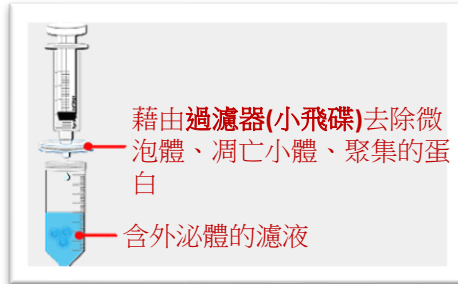 藉由過濾器(小飛碟)去除微
泡體、凋亡小體、聚集的蛋
白
含外泌體的濾液